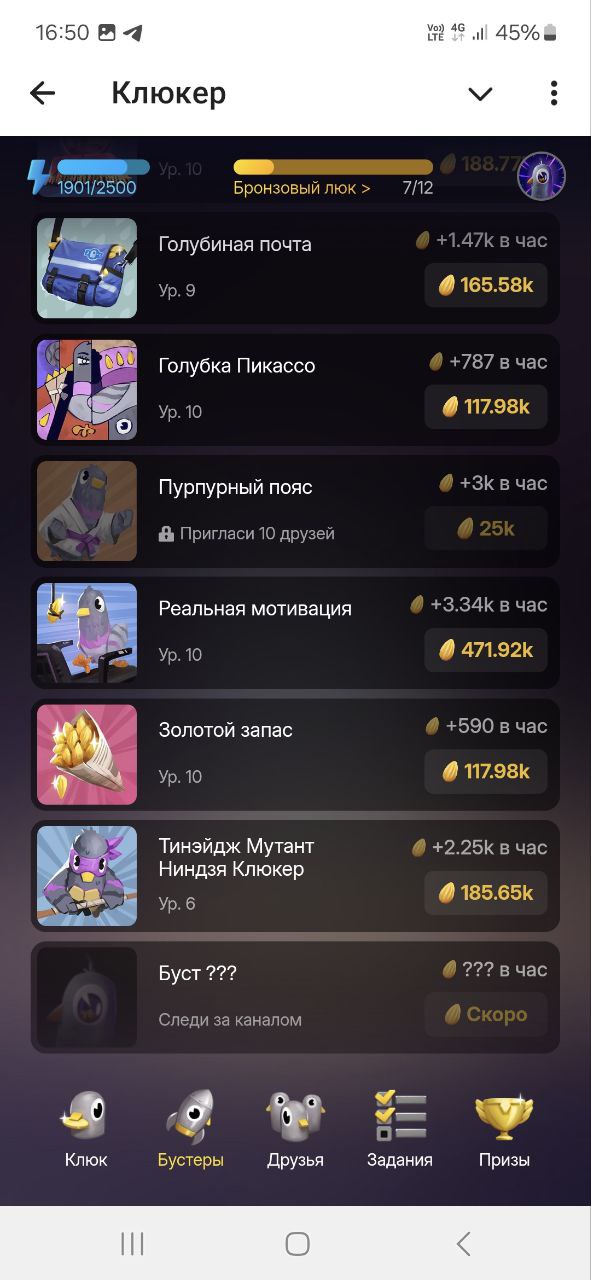 16:50
Vo)) LTE 4G 45%
Клюкер
Ур. 10
188.77
1901/2500
Бронзовый люк >
7/12
Голубиная почта
+1.47k в час
Ур. 9
165.58k
Голубка Пикассо
+787 в час
Ур. 10
117.98k
Пурпурный пояс
+3k в час
Пригласи 10 друзей
25k
Реальная мотивация
+3.34k в час
Ур. 10
471.92k
Золотой запас
+590 в час
Ур. 10
117.98k
Тинэйдж Мутант
Ниндзя Клюкер
+2.25k в час
Ур. 6
185.65k
Буст ???
??? в час
Следи за каналом
Скоро
Клюк
Бустеры
Друзья
Задания
Призы